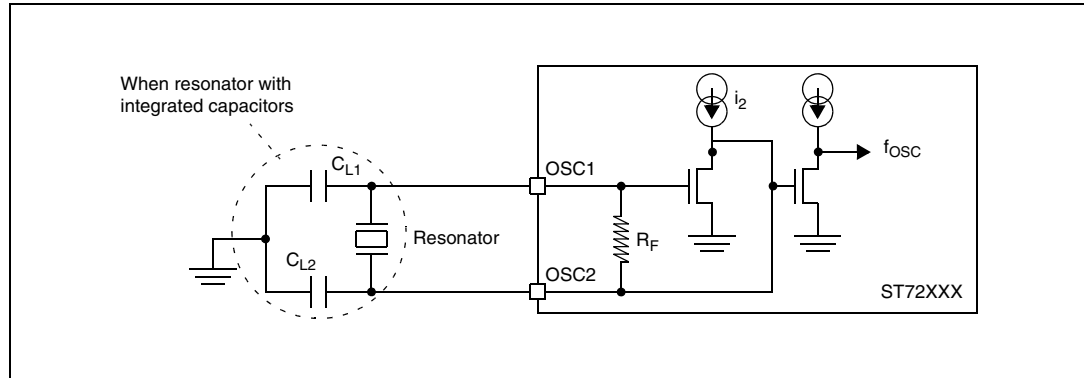 When resonator with
integrated capacitors
i2
fOSC
CL1
OSC1
Resonator
RF
CL2
OSC2
ST72XXX